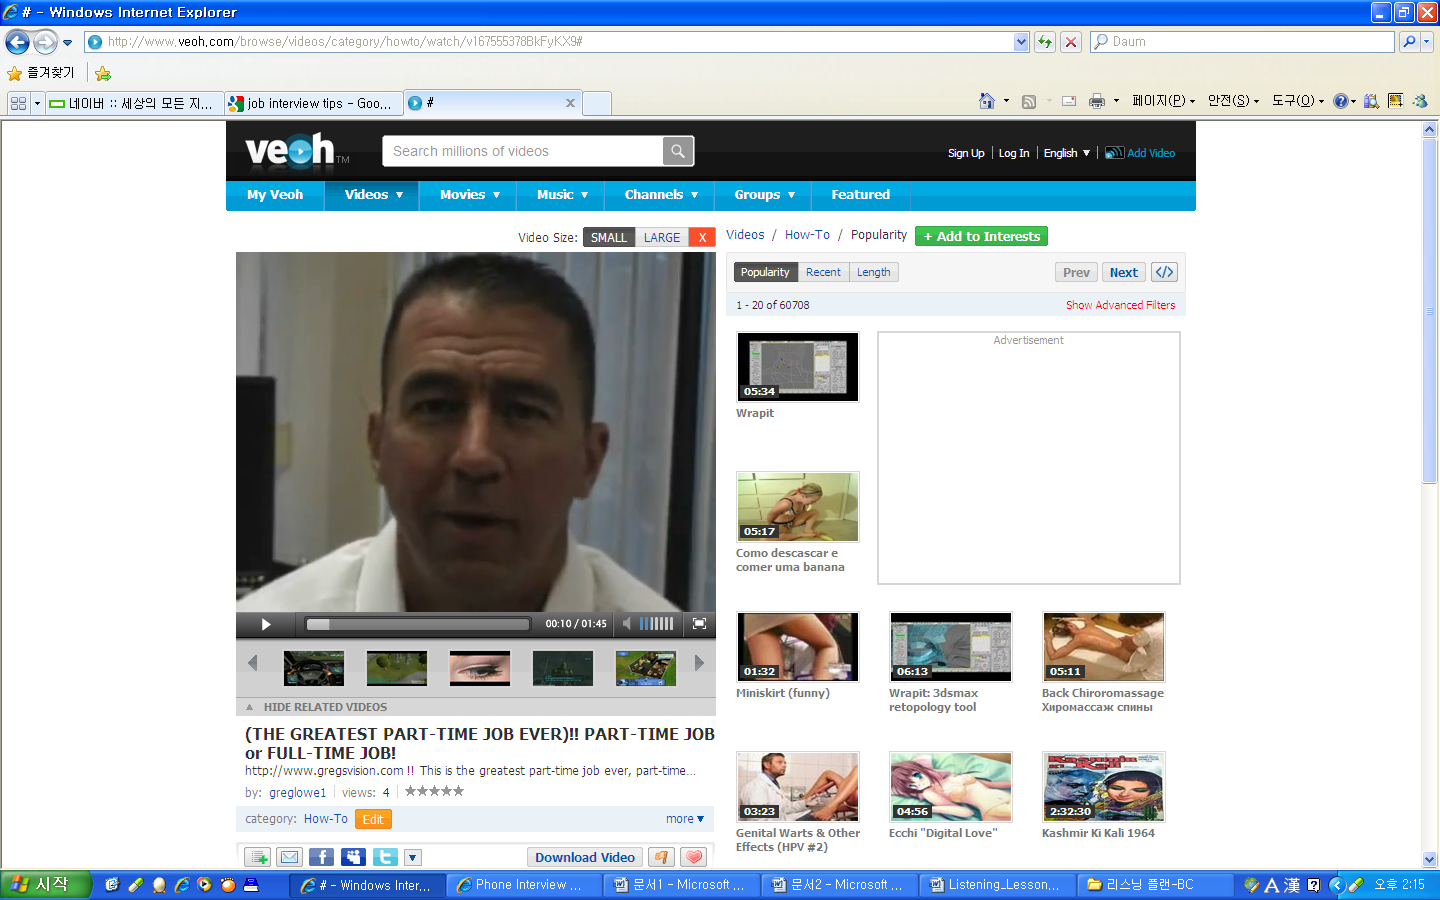 # - Windows Internet Explorer
http://www.veoh.com/browse/videos/category/howto/watch/v167555378BkFyKX9#
Daum
즐겨찾기
네이버 :: 세상의 모든 지...
job interview tips - Goo...
#
페이지(P)
안전(S)
도구(O)
veoh TM
Search millions of videos
Sign Up
Log In
English
Add Video
My Veoh
Videos
Movies
Music
Channels
Groups
Featured
Video Size: SMALL LARGE X
Videos / How-To / Popularity
+ Add to Interests
Popularity Recent Length
Prev Next </>
1 - 20 of 60708
Show Advanced Filters
Advertisement
05:34
Wrapit
05:17
Como descascar e
comer uma banana
01:32
Miniskirt (funny)
06:13
Wrapit: 3dsmax
retopology tool
05:11
Back Chiroromassage
Хиромассаж спины
03:23
Genital Warts & Other
Effects (HPV #2)
04:56
Ecchi "Digital Love"
2:32:30
Kashmir Ki Kali 1964
00:10 / 01:45
HIDE RELATED VIDEOS
(THE GREATEST PART-TIME JOB EVER)!! PART-TIME JOB
or FULL-TIME JOB!
http://www.gregsvision.com !! This is the greatest part-time job ever, part-time...
by: greglowe1 views: 4
category: How-To Edit
more
Download Video
시작
# - Windows Inter...
Phone Interview ...
문서1 - Microsoft ...
문서2 - Microsoft ...
Listening_Lesson...
리스닝 플랜-BC
A 漢
오후 2:15